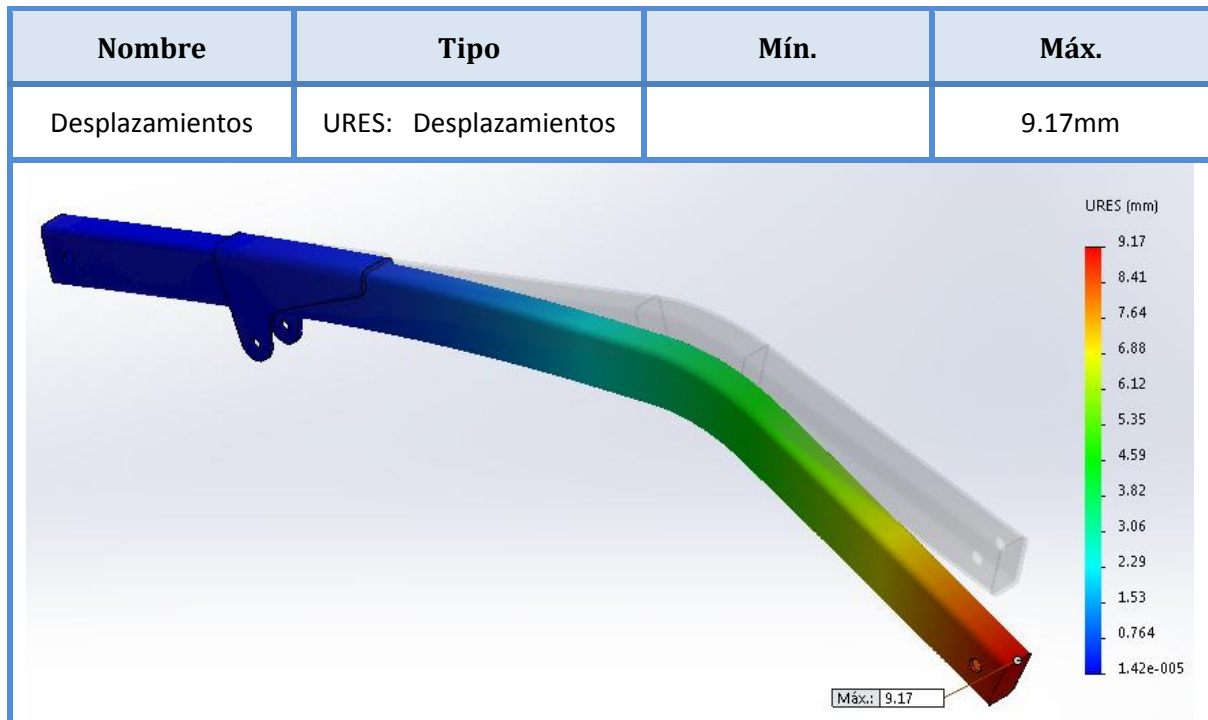 Nombre Tipo Mín. Máx.
Desplazamientos URES: Desplazamientos 9.17mm
URES (mm)
9.17
8.41
7.64
6.88
6.12
5.35
4.59
3.82
3.06
2.29
1.53
0.764
1.42e-005
Máx.: 9.17